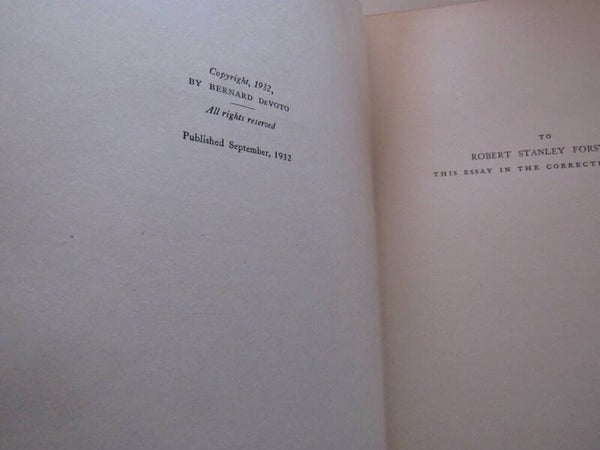 Copyright, 1932,
BY BERNARD DeVOTO
All rights reserved
Published September, 1932
TO
ROBERT STANLEY
THIS ESSAY IN THE